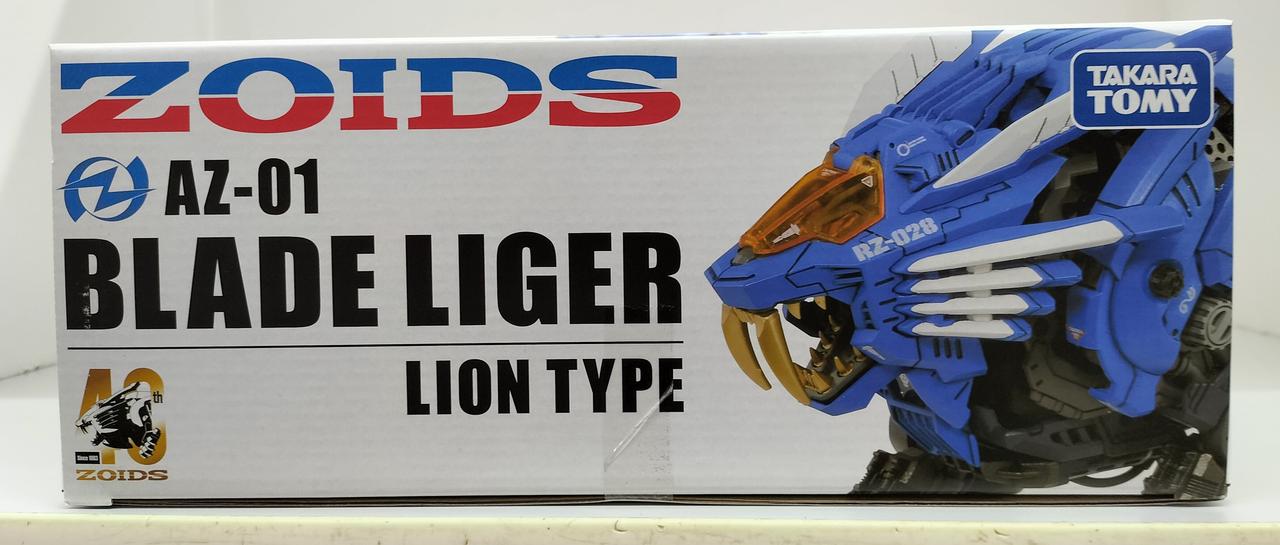 ZOIDS
TAKARA
TOMY
AZ-01
BLADE LIGER
RZ-028
LION TYPE
40th
Since 1983
ZOIDS